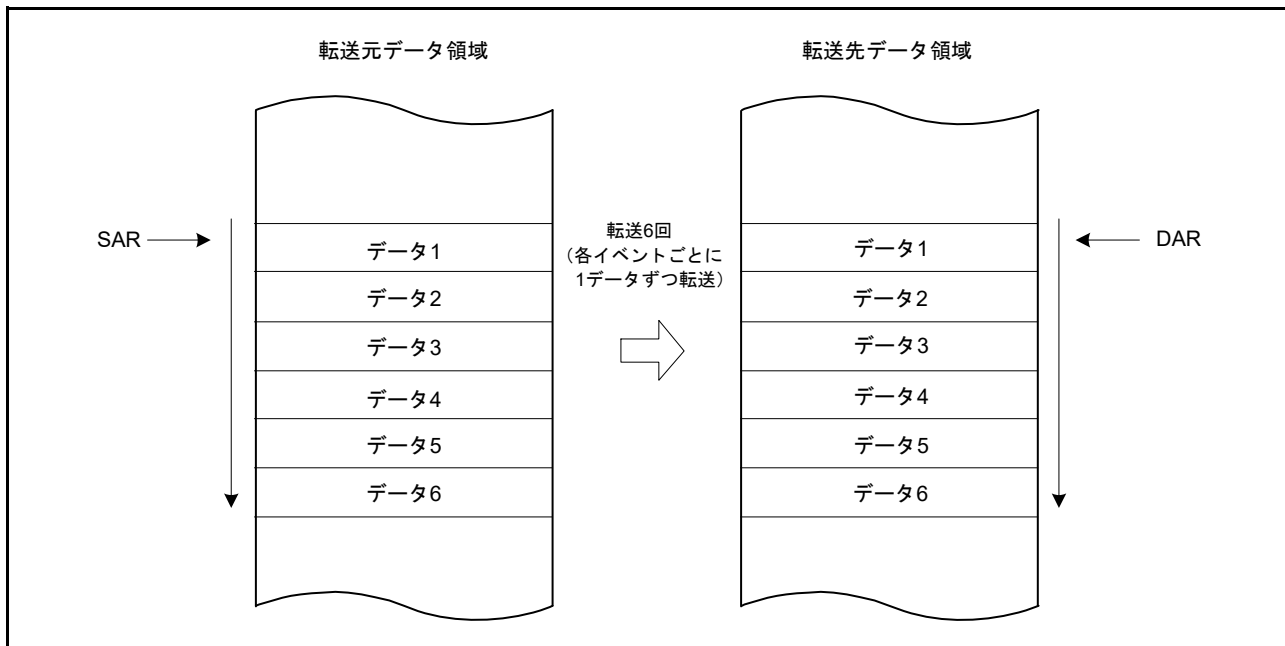 転送元データ領域
転送先データ領域
SAR
データ1
データ2
データ3
データ4
データ5
データ6
転送6回
（各イベントごとに
1データずつ転送）
データ1
データ2
データ3
データ4
データ5
データ6
DAR